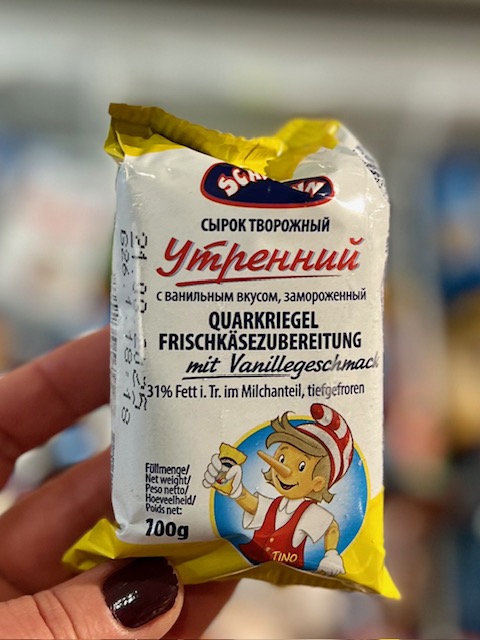 СЫРОК ТВОРОЖНЫЙ
Утренний
с ванильным вкусом, замороженный
QUARKRIEGEL
FRISCHKÄSEZUBEREITUNG
mit Vanillegeschmack
31% Fett i. Tr. im Milchanteil, tiefgefroren
Füllmenge/
Net weight/
Peso netto/
Hoeveelheid/
Poids net:
100g
TINO